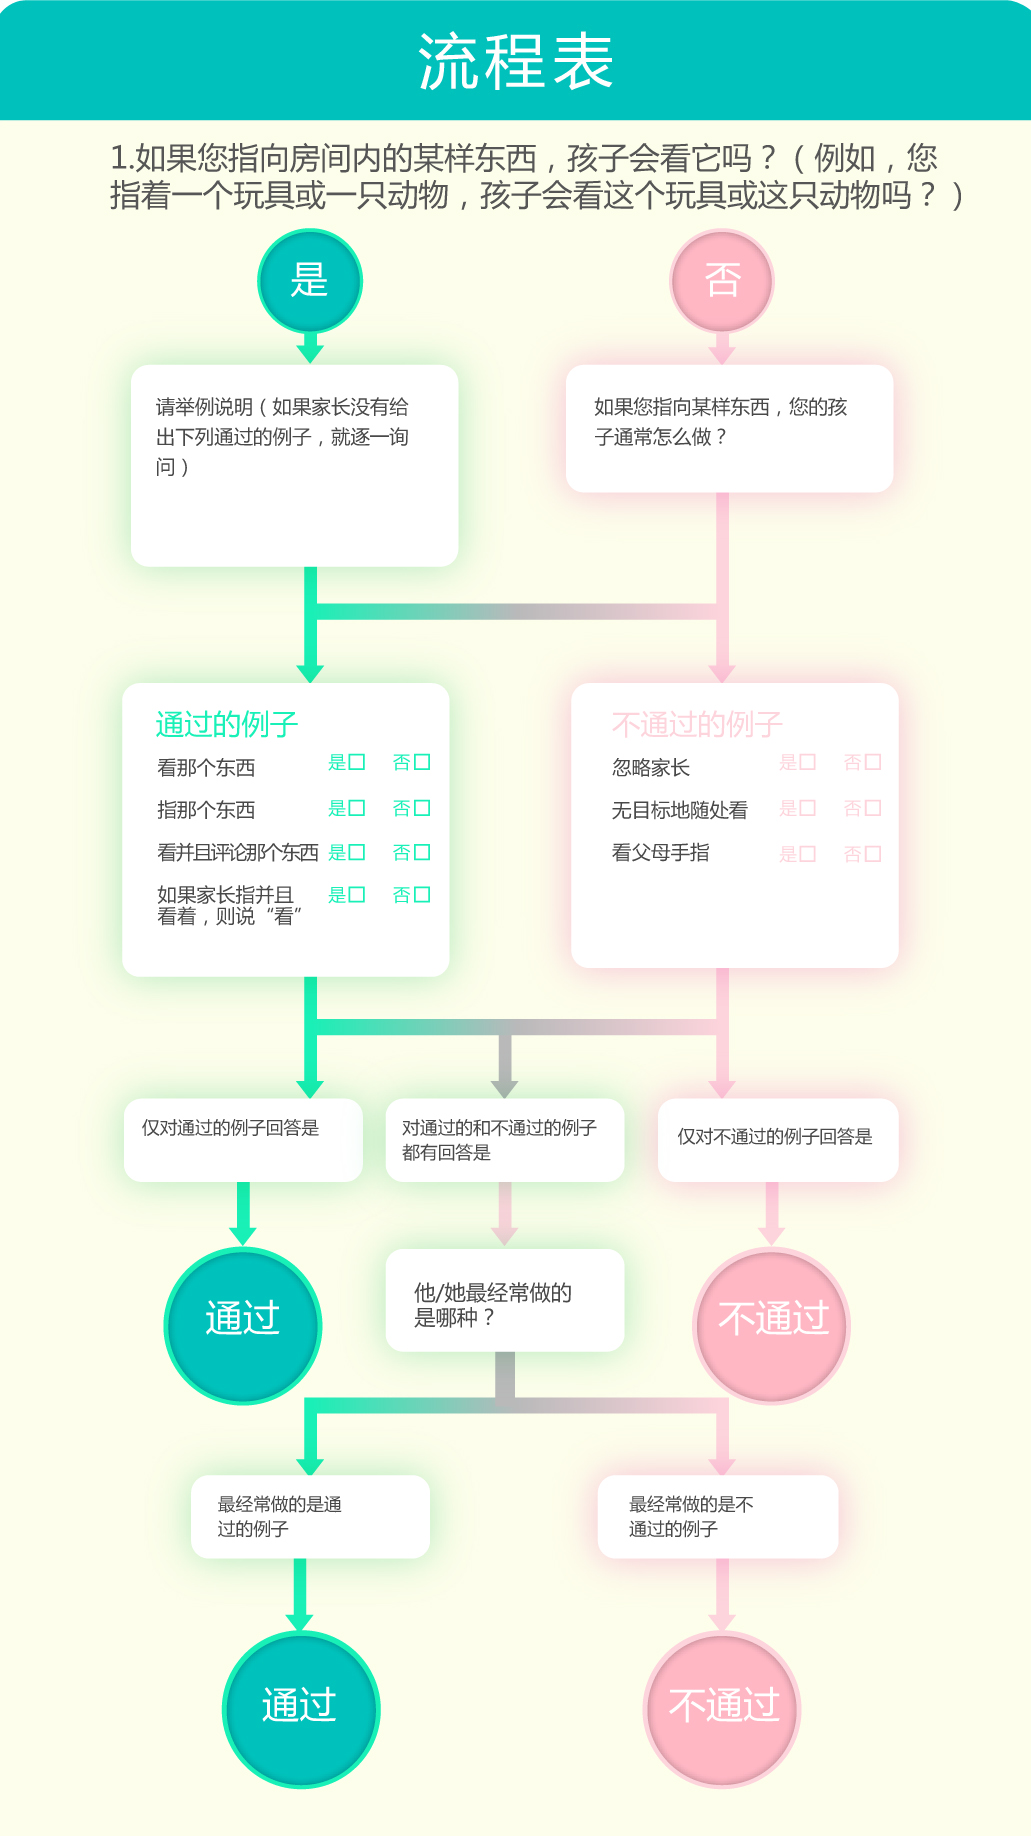 流程表
1.如果您指向房间内的某样东西，孩子会看它吗？（例如，您
指着一个玩具或一只动物，孩子会看这个玩具或这只动物吗？）
是
否
请举例说明（如果家长没有给
出下列通过的例子，就逐一询
问）
如果您指向某样东西，您的孩
子通常怎么做？
通过的例子
看那个东西 是□ 否□
指那个东西 是□ 否□
看并且评论那个东西 是□ 否□
如果家长指并且 是□ 否□
看着，则说“看”
不通过的例子
忽略家长 是□ 否□
无目标地随处看 是□ 否□
看父母手指 是□ 否□
仅对通过的例子回答是
对通过的和不通过的例子
都有回答是
仅对不通过的例子回答是
通过
他/她最经常做的
是哪种？
不通过
最经常做的是通
过的例子
最经常做的是不
通过的例子
通过
不通过